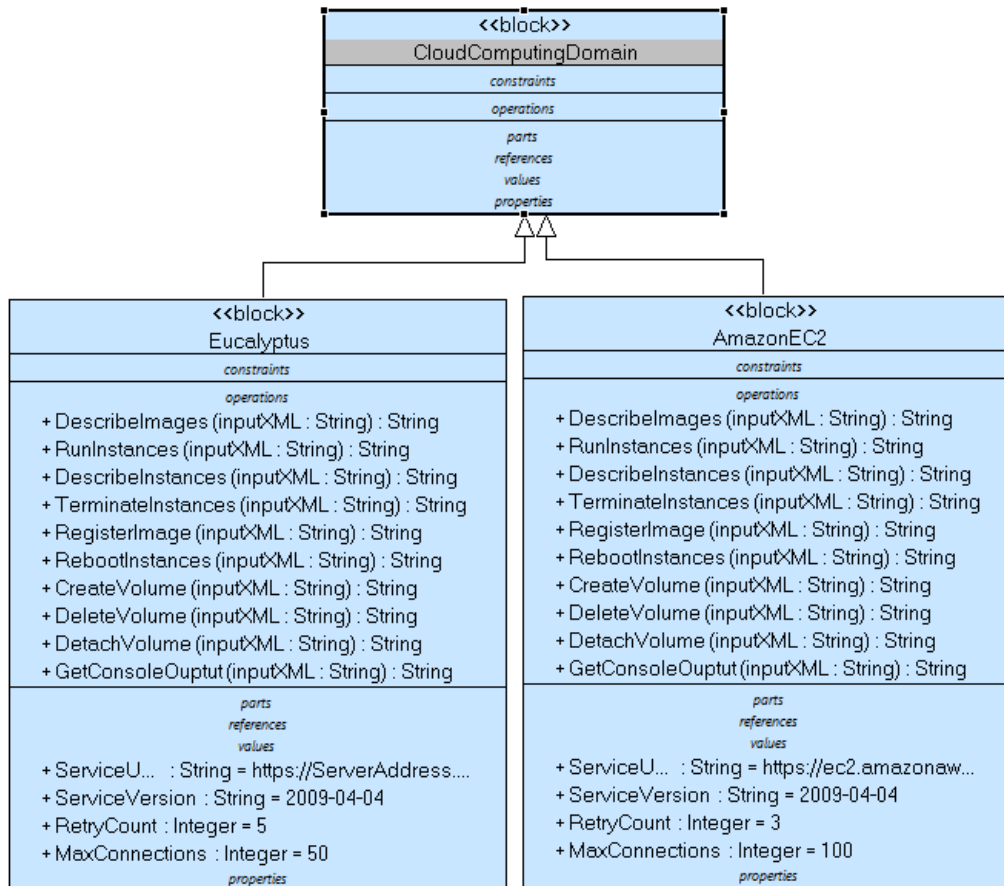 <<block>>
CloudComputingDomain
constraints
operations
parts
references
values
properties
<<block>>
Eucalyptus
constraints
operations
+ DescribeImages (inputXML : String) : String
+ RunInstances (inputXML : String) : String
+ DescribeInstances (inputXML : String) : String
+ TerminateInstances (inputXML : String) : String
+ RegisterImage (inputXML : String) : String
+ RebootInstances (inputXML : String) : String
+ CreateVolume (inputXML : String) : String
+ DeleteVolume (inputXML : String) : String
+ DetachVolume (inputXML : String) : String
+ GetConsoleOuptut (inputXML : String) : String
parts
references
values
+ ServiceU... : String = https://ServerAddress....
+ ServiceVersion : String = 2009-04-04
+ RetryCount : Integer = 5
+ MaxConnections : Integer = 50
properties
<<block>>
AmazonEC2
constraints
operations
+ DescribeImages (inputXML : String) : String
+ RunInstances (inputXML : String) : String
+ DescribeInstances (inputXML : String) : String
+ TerminateInstances (inputXML : String) : String
+ RegisterImage (inputXML : String) : String
+ RebootInstances (inputXML : String) : String
+ CreateVolume (inputXML : String) : String
+ DeleteVolume (inputXML : String) : String
+ DetachVolume (inputXML : String) : String
+ GetConsoleOuptut (inputXML : String) : String
parts
references
values
+ ServiceU... : String = https://ec2.amazonaw...
+ ServiceVersion : String = 2009-04-04
+ RetryCount : Integer = 3
+ MaxConnections : Integer = 100
properties